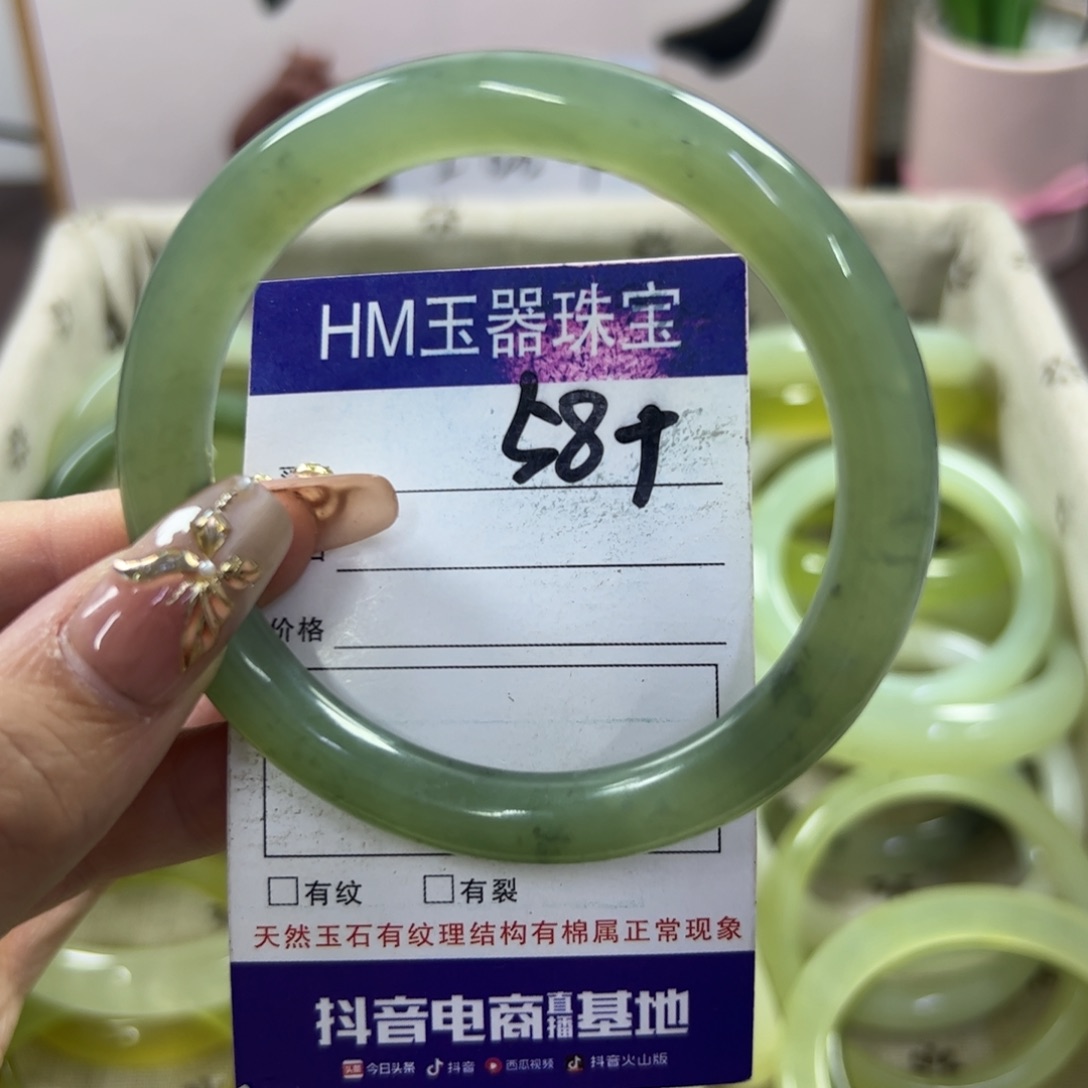 HM玉器珠宝
58+
价格
有纹 有裂
天然玉石有纹理结构有棉属正常现象
抖音电商直播基地
头条 今日头条 抖音 西瓜视频 抖音火山版